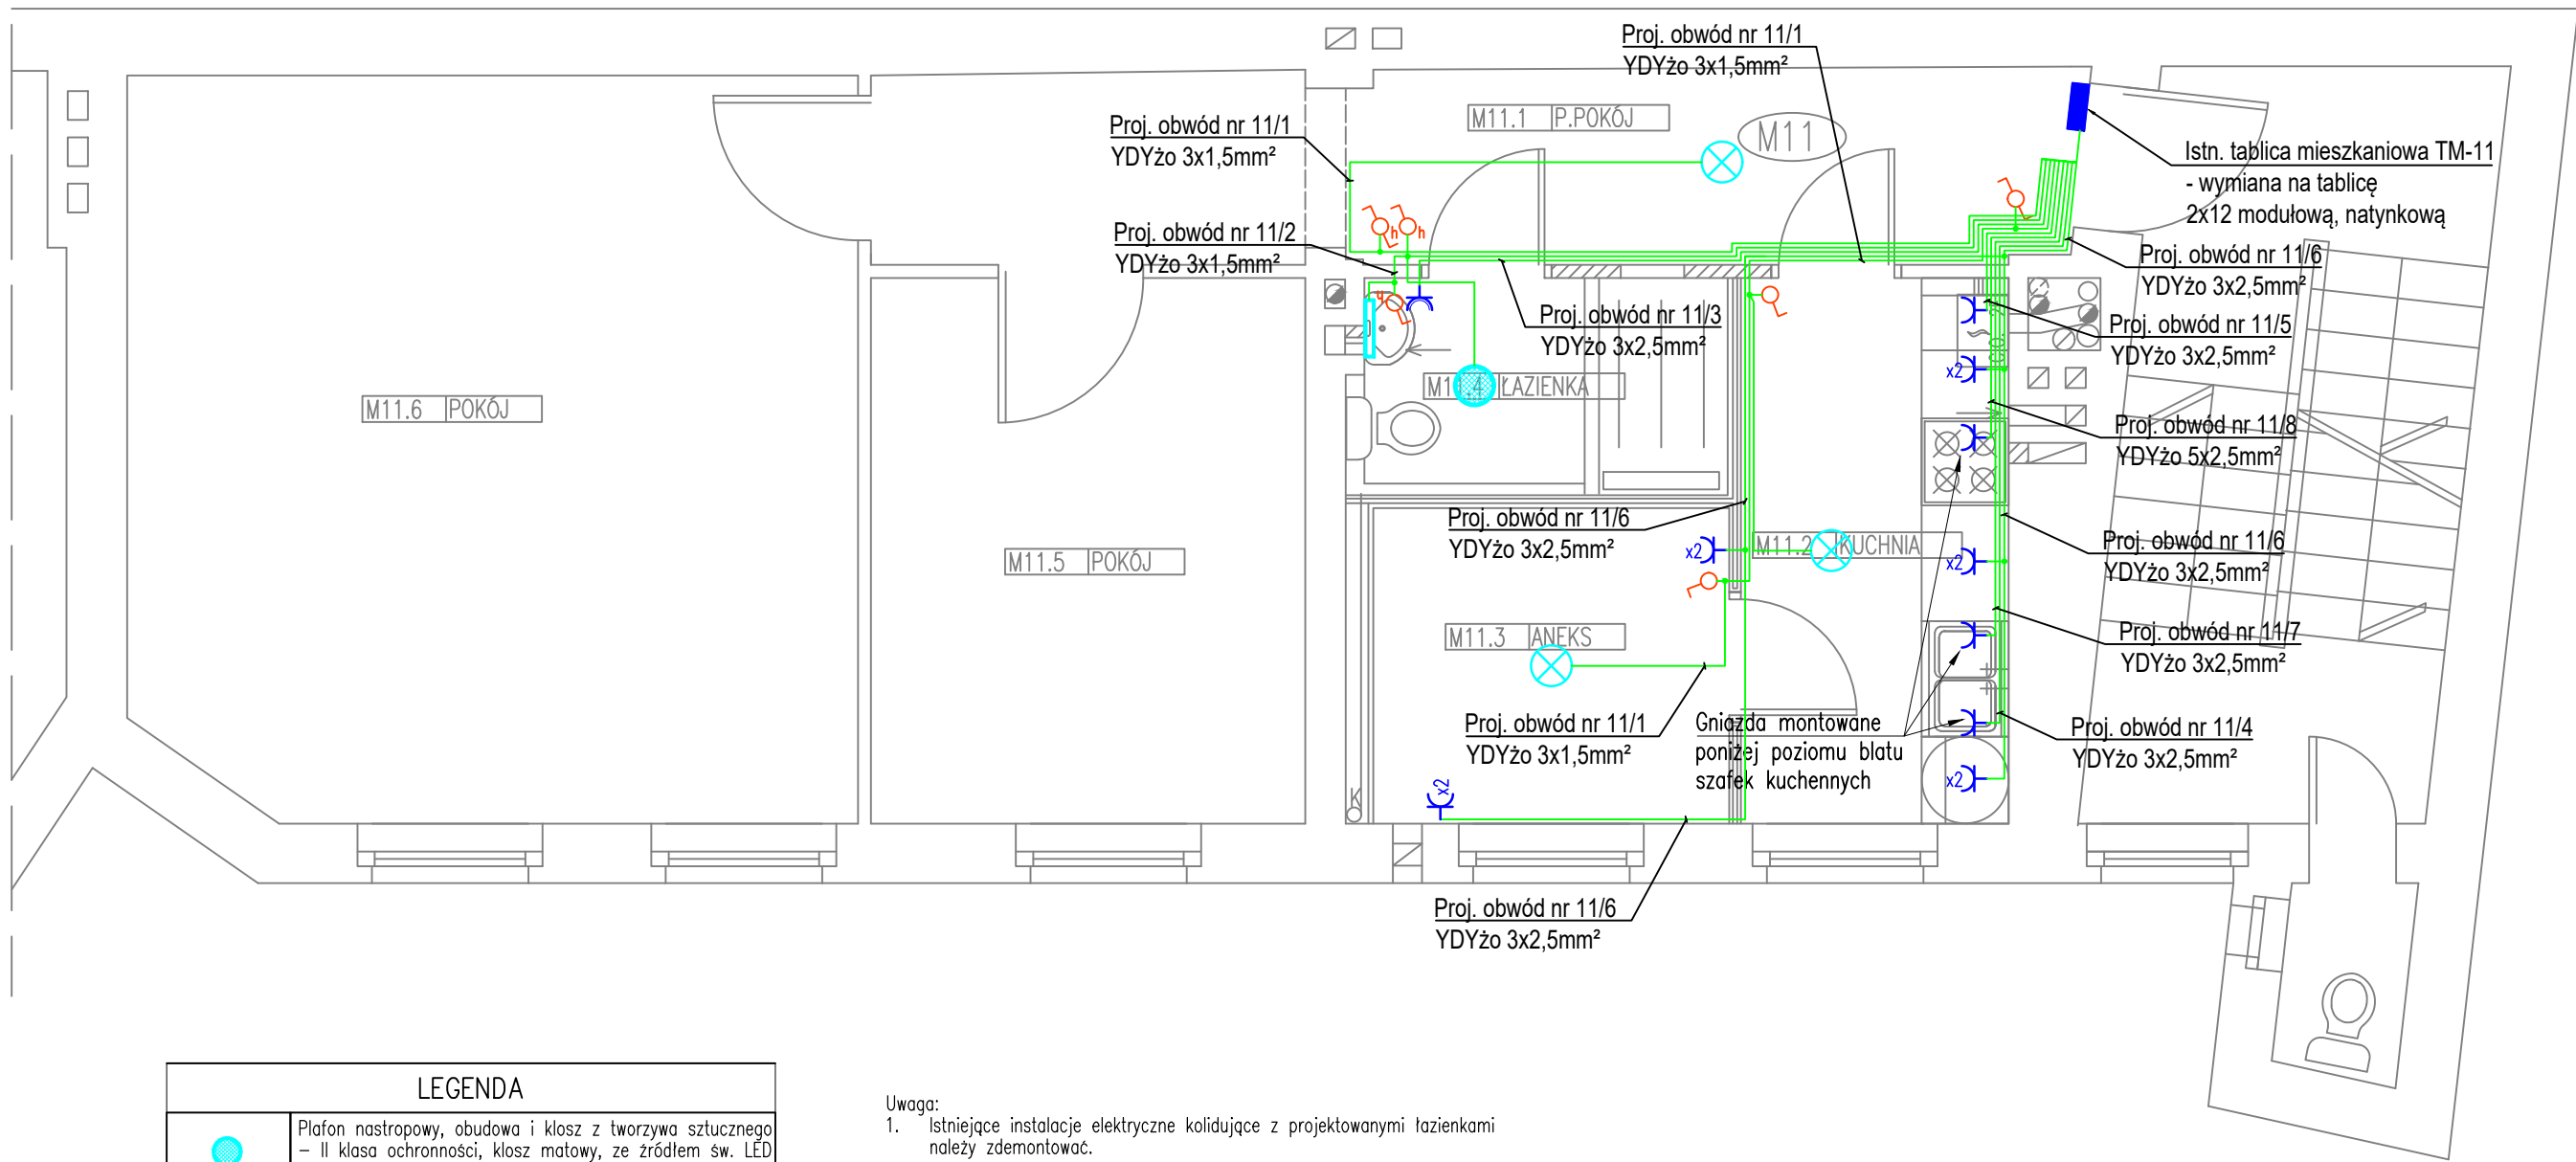 Proj. obwód nr 11/1
YDYżo 3x1,5mm²
Proj. obwód nr 11/1
YDYżo 3x1,5mm²
M11.1 P.POKÓJ
M11
Istn. tablica mieszkaniowa TM-11
- wymiana na tablicę
2x12 modułową, natynkową
Proj. obwód nr 11/2
YDYżo 3x1,5mm²
h
h
Proj. obwód nr 11/6
YDYżo 3x2,5mm²
h
Proj. obwód nr 11/3
YDYżo 3x2,5mm²
Proj. obwód nr 11/5
YDYżo 3x2,5mm²
x2
M11.4 ŁAZIENKA
M11.6 POKÓJ
Proj. obwód nr 11/8
YDYżo 5x2,5mm²
Proj. obwód nr 11/6
YDYżo 3x2,5mm²
x2
M11.2 KUCHNIA
x2
Proj. obwód nr 11/6
YDYżo 3x2,5mm²
M11.5 POKÓJ
M11.3 ANEKS
Proj. obwód nr 11/7
YDYżo 3x2,5mm²
Proj. obwód nr 11/1
YDYżo 3x1,5mm²
Gniazda montowane
poniżej poziomu blatu
szafek kuchennych
Proj. obwód nr 11/4
YDYżo 3x2,5mm²
x2
x2
K
Proj. obwód nr 11/6
YDYżo 3x2,5mm²
LEGENDA
Plafon nastropowy, obudowa i klosz z tworzywa sztucznego
– II klasa ochronności, klosz matowy, ze źródłem św. LED
Uwaga:
1. Istniejące instalacje elektryczne kolidujące z projektowanymi łazienkami
należy zdemontować.